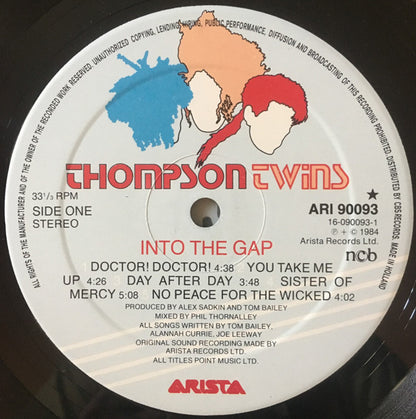 ALL RIGHTS OF THE MANUFACTURER AND OF THE OWNER OF THE RECORDED WORK RESERVED. UNAUTHORIZED COPYING, LENDING, HIRING, PUBLIC PERFORMANCE, DIFFUSION AND BROADCASTING OF THIS RECORDING PROHIBITED. DISTRIBUTED BY CBS RECORDS. MADE IN HOLLAND
THOMPSON TWINS
33 1/3 RPM
SIDE ONE
STEREO
★
ARI 90093
16-090093-1
℗ + © 1984
Arista Records Ltd.
ncb
INTO THE GAP
DOCTOR! DOCTOR! 4:38 YOU TAKE ME
UP 4:26 DAY AFTER DAY 3:48 SISTER OF
MERCY 5:08 NO PEACE FOR THE WICKED 4:02
PRODUCED BY ALEX SADKIN AND TOM BAILEY
MIXED BY PHIL THORNALLEY
ALL SONGS WRITTEN BY TOM BAILEY,
ALANNAH CURRIE, JOE LEEWAY
ORIGINAL SOUND RECORDING MADE BY
ARISTA RECORDS LTD.
ALL TITLES POINT MUSIC LTD.
ARISTA